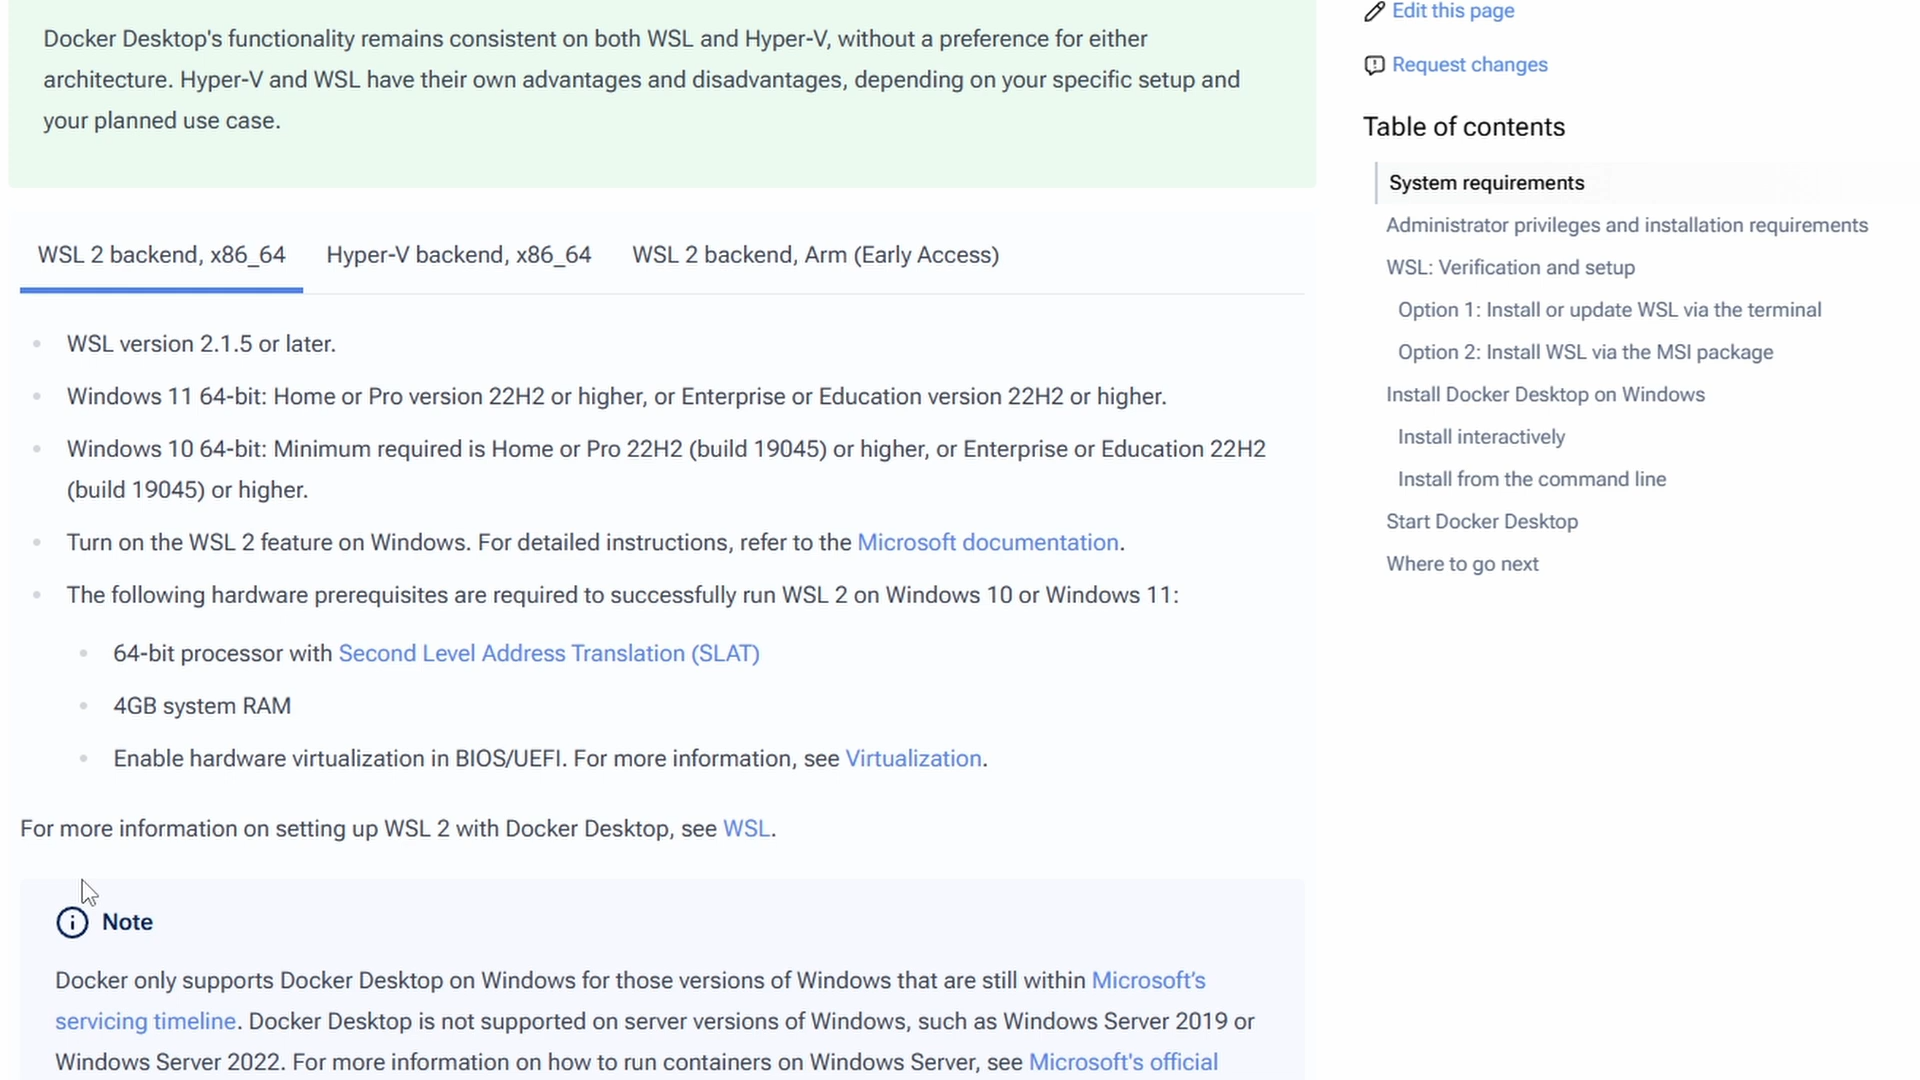 Docker Desktop's functionality remains consistent on both WSL and Hyper-V, without a preference for either
architecture. Hyper-V and WSL have their own advantages and disadvantages, depending on your specific setup and
your planned use case.
WSL 2 backend, x86_64 Hyper-V backend, x86_64 WSL 2 backend, Arm (Early Access)
WSL version 2.1.5 or later.
Windows 11 64-bit: Home or Pro version 22H2 or higher, or Enterprise or Education version 22H2 or higher.
Windows 10 64-bit: Minimum required is Home or Pro 22H2 (build 19045) or higher, or Enterprise or Education 22H2
(build 19045) or higher.
Turn on the WSL 2 feature on Windows. For detailed instructions, refer to the Microsoft documentation.
The following hardware prerequisites are required to successfully run WSL 2 on Windows 10 or Windows 11:
64-bit processor with Second Level Address Translation (SLAT)
4GB system RAM
Enable hardware virtualization in BIOS/UEFI. For more information, see Virtualization.
For more information on setting up WSL 2 with Docker Desktop, see WSL.
Note
Docker only supports Docker Desktop on Windows for those versions of Windows that are still within Microsoft’s
servicing timeline. Docker Desktop is not supported on server versions of Windows, such as Windows Server 2019 or
Windows Server 2022. For more information on how to run containers on Windows Server, see Microsoft's official
Edit this page
Request changes
Table of contents
System requirements
Administrator privileges and installation requirements
WSL: Verification and setup
Option 1: Install or update WSL via the terminal
Option 2: Install WSL via the MSI package
Install Docker Desktop on Windows
Install interactively
Install from the command line
Start Docker Desktop
Where to go next